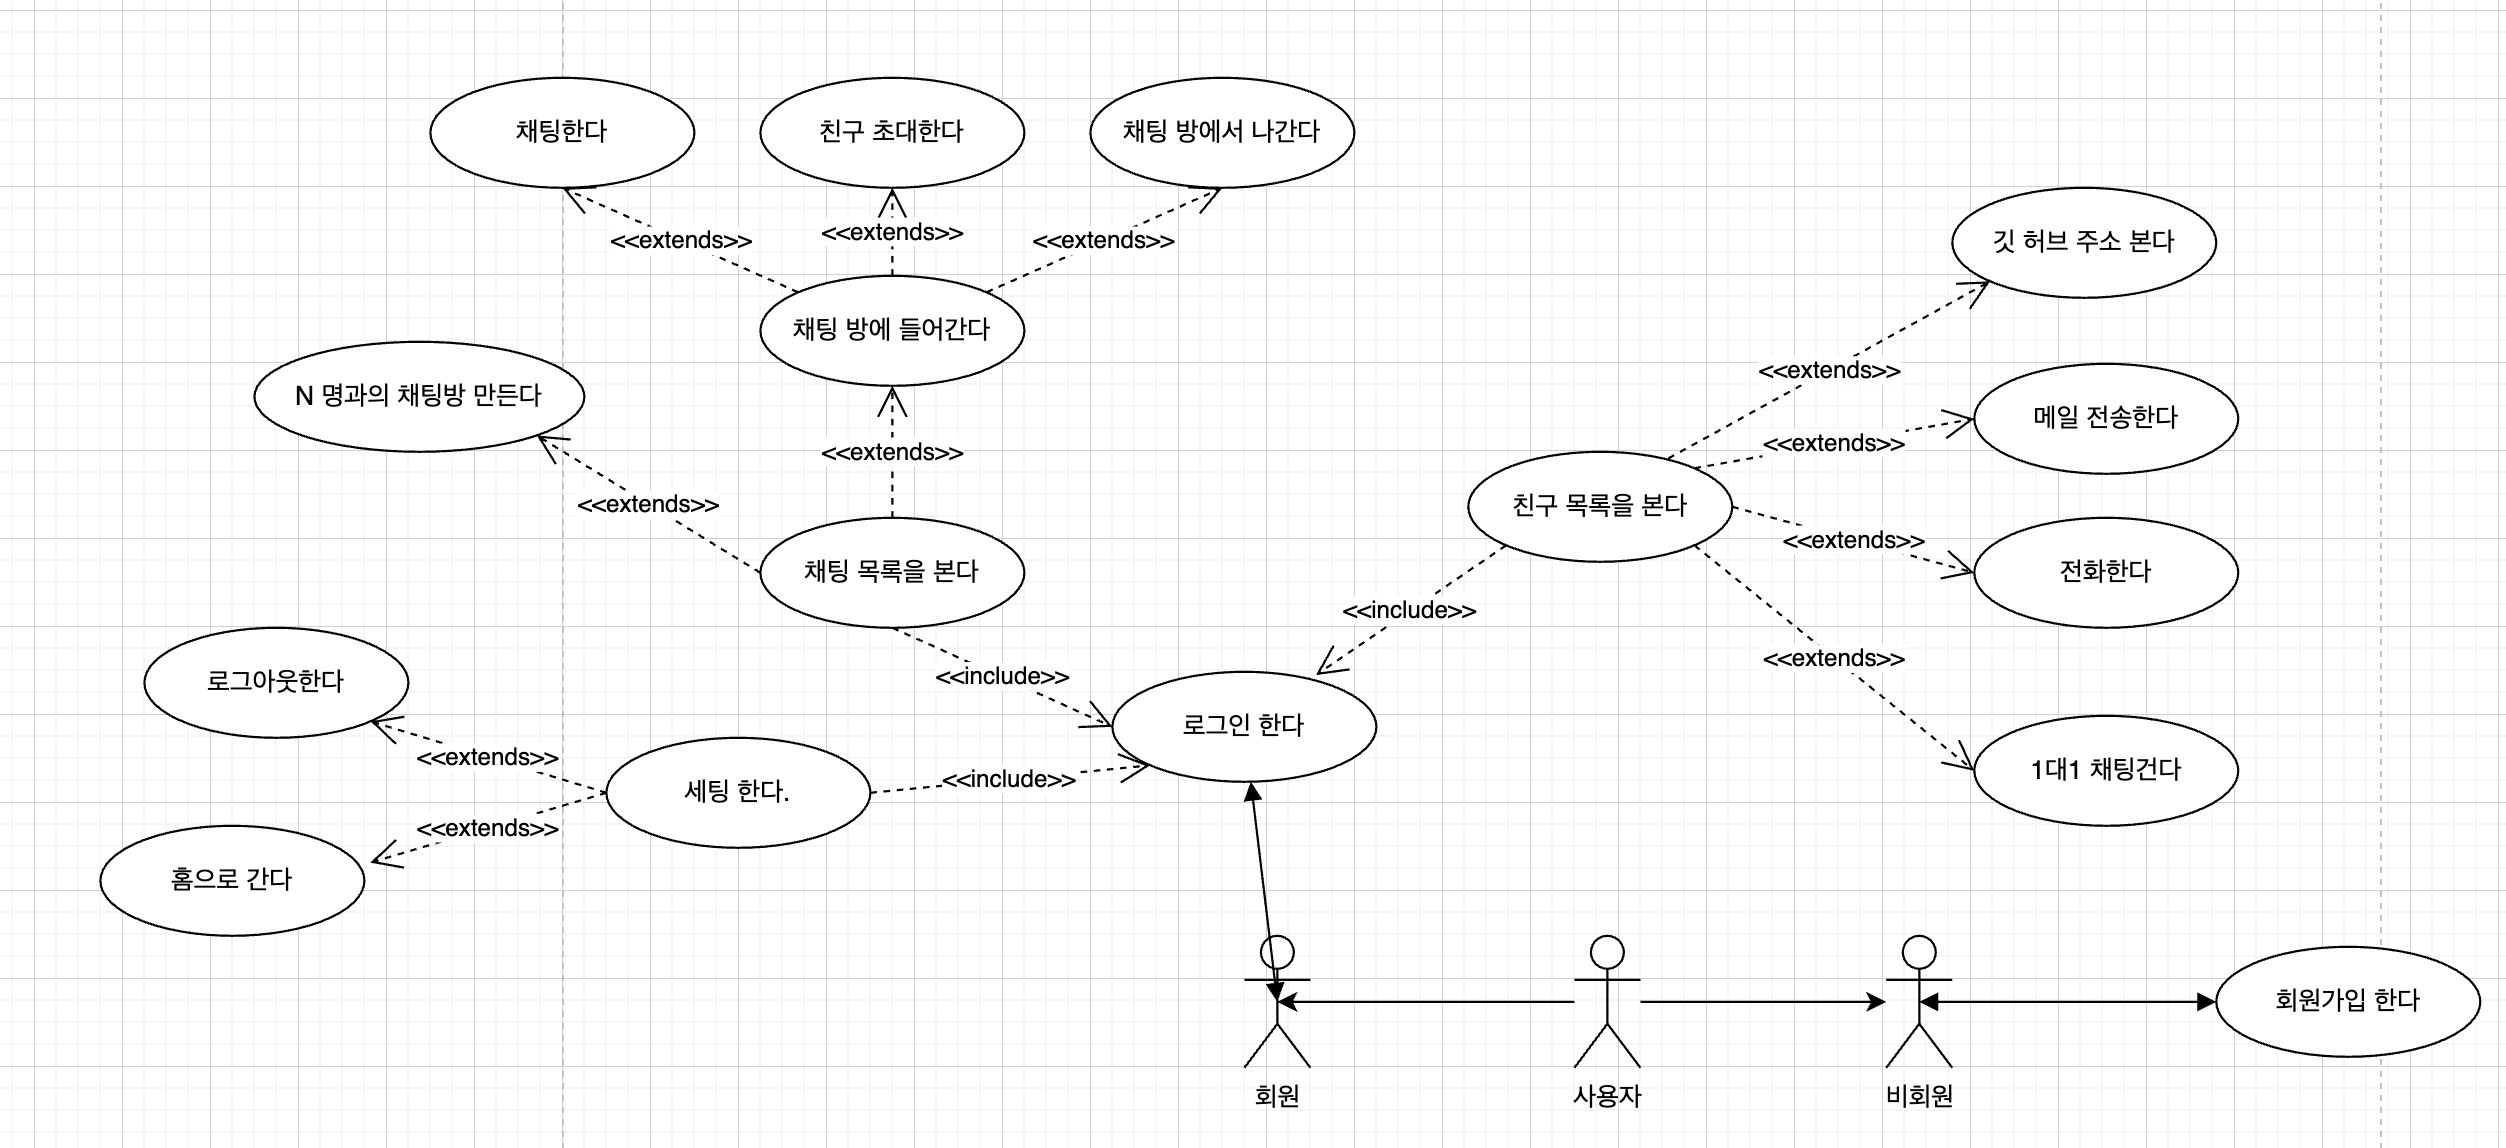 채팅한다
친구 초대한다
채팅 방에서 나간다
<<extends>>
<<extends>>
<<extends>>
깃 허브 주소 본다
채팅 방에 들어간다
<<extends>>
N 명과의 채팅방 만든다
메일 전송한다
<<extends>>
<<extends>>
<<extends>>
친구 목록을 본다
<<extends>>
전화한다
채팅 목록을 본다
<<include>>
<<extends>>
로그아웃한다
<<include>>
로그인 한다
<<extends>>
1대1 채팅건다
<<include>>
세팅 한다.
<<extends>>
홈으로 간다
회원가입 한다
회원
사용자
비회원